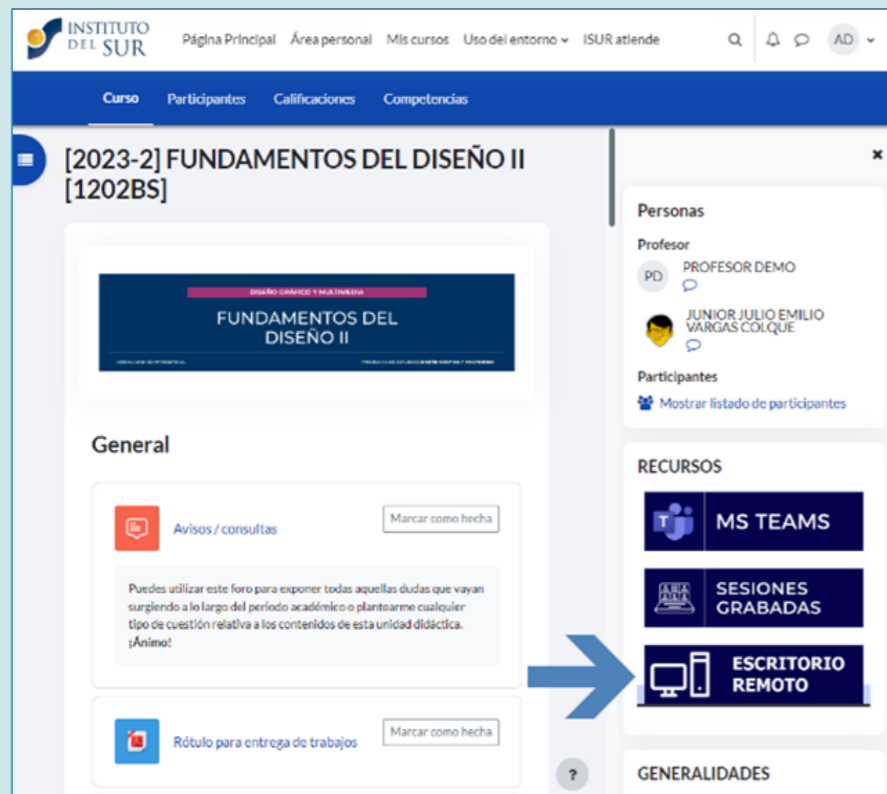 INSTITUTO
DEL SUR
Página Principal Área personal Mis cursos Uso del entorno ISUR atiende
AD
Curso Participantes Calificaciones Competencias
[2023-2] FUNDAMENTOS DEL DISEÑO II
[1202BS]
DISEÑO GRÁFICO Y MULTIMEDIA
FUNDAMENTOS DEL
DISEÑO II
General
Avisos / consultas
Marcar como hecha
Puedes utilizar este foro para exponer todas aquellas dudas que vayan
surgiendo a lo largo del periodo académico o plantearme cualquier
tipo de cuestión relativa a los contenidos de esta unidad didáctica.
¡Ánimo!
Rótulo para entrega de trabajos
Marcar como hecha
?
Personas
Profesor
PD
PROFESOR DEMO
JUNIOR JULIO EMILIO
VARGAS COLQUE
Participantes
Mostrar listado de participantes
RECURSOS
MS TEAMS
SESIONES
GRABADAS
ESCRITORIO
REMOTO
GENERALIDADES